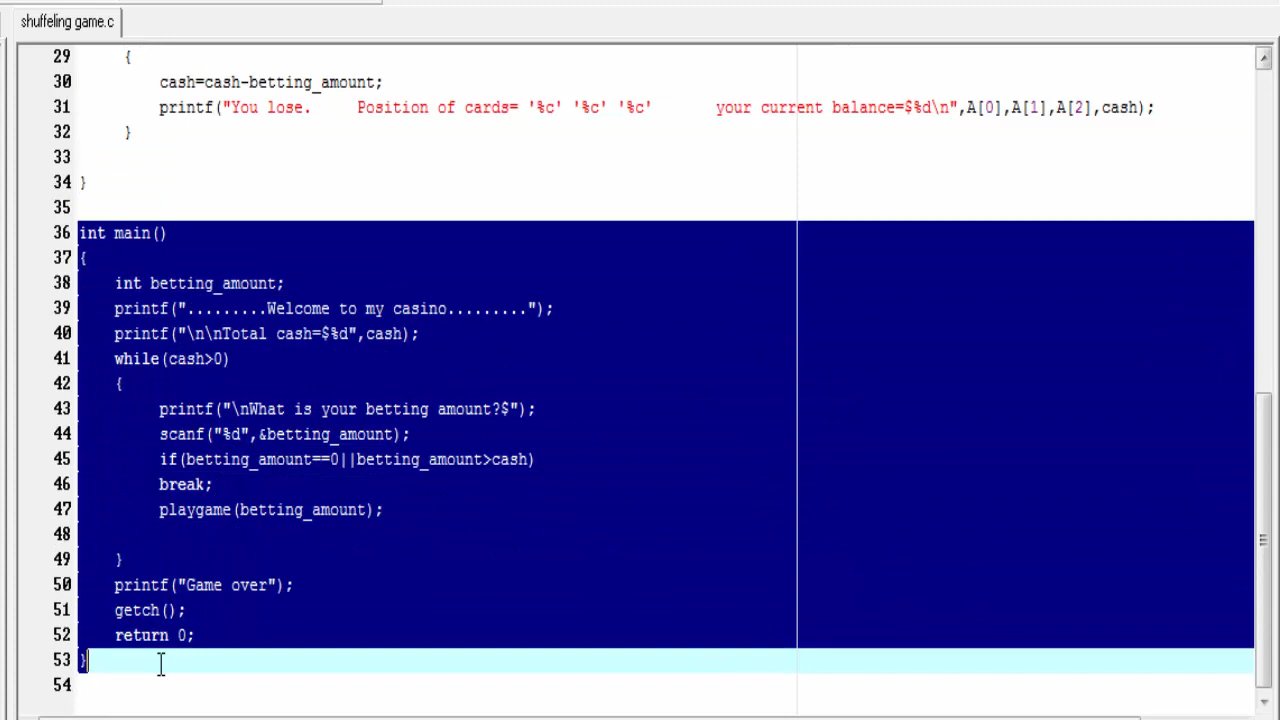 shuffeling game.c
29 {
30 cash=cash-betting_amount;
31 printf("You lose.     Position of cards= '%c' '%c' '%c'       your current balance=$%d\n",A[0],A[1],A[2],cash);
32 }
33
34 }
35
36 int main()
37 {
38 int betting_amount;
39 printf(".........Welcome to my casino.........");
40 printf("\n\nTotal cash=$%d",cash);
41 while(cash>0)
42 {
43 printf("\nWhat is your betting amount?$");
44 scanf("%d",&betting_amount);
45 if(betting_amount==0||betting_amount>cash)
46 break;
47 playgame(betting_amount);
48
49 }
50 printf("Game over");
51 getch();
52 return 0;
53 }
54